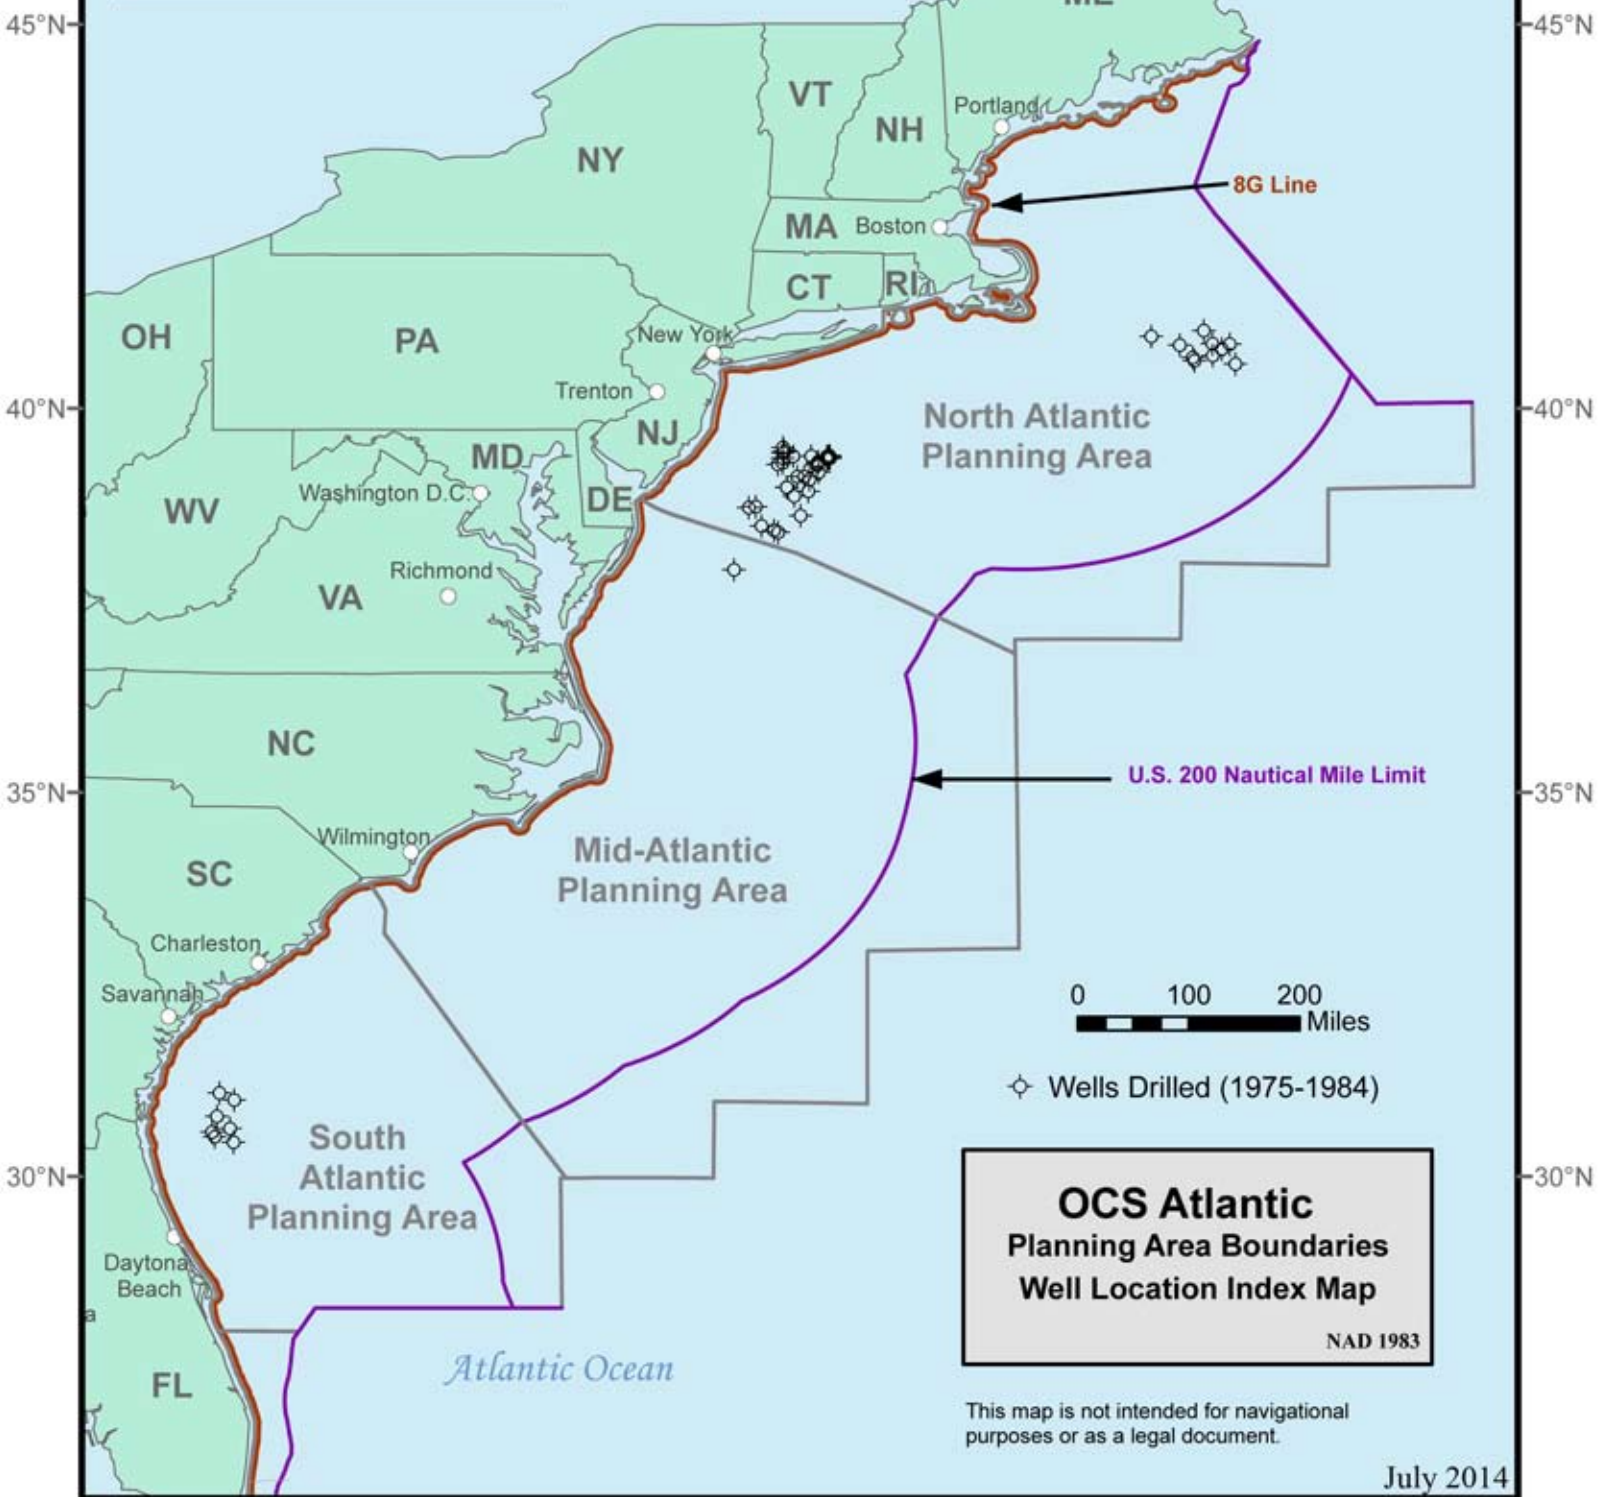 ME
45°N
45°N
VT
Portland
NH
NY
8G Line
MA
Boston
CT
RI
OH
PA
New York
Trenton
40°N
40°N
North Atlantic
Planning Area
NJ
MD
Washington D.C.
DE
WV
Richmond
VA
NC
35°N
35°N
U.S. 200 Nautical Mile Limit
Wilmington
Mid-Atlantic
Planning Area
SC
Charleston
Savannah
0 100 200
Miles
Wells Drilled (1975-1984)
South
Atlantic
Planning Area
30°N
30°N
OCS Atlantic
Planning Area Boundaries
Well Location Index Map
NAD 1983
Daytona
Beach
a
Atlantic Ocean
FL
This map is not intended for navigational
purposes or as a legal document.
July 2014